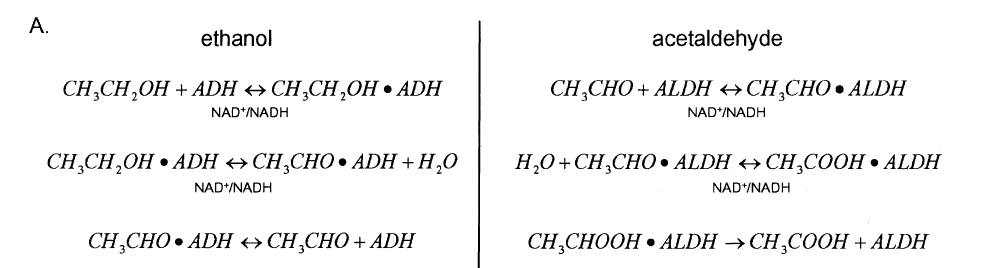 A.
ethanol
CH₃CH₂OH + ADH ↔ CH₃CH₂OH • ADH
NAD⁺/NADH
CH₃CH₂OH • ADH ↔ CH₃CHO • ADH + H₂O
NAD⁺/NADH
CH₃CHO • ADH ↔ CH₃CHO + ADH
acetaldehyde
CH₃CHO + ALDH ↔ CH₃CHO • ALDH
NAD⁺/NADH
H₂O + CH₃CHO • ALDH ↔ CH₃COOH • ALDH
NAD⁺/NADH
CH₃CHOOH • ALDH → CH₃COOH + ALDH